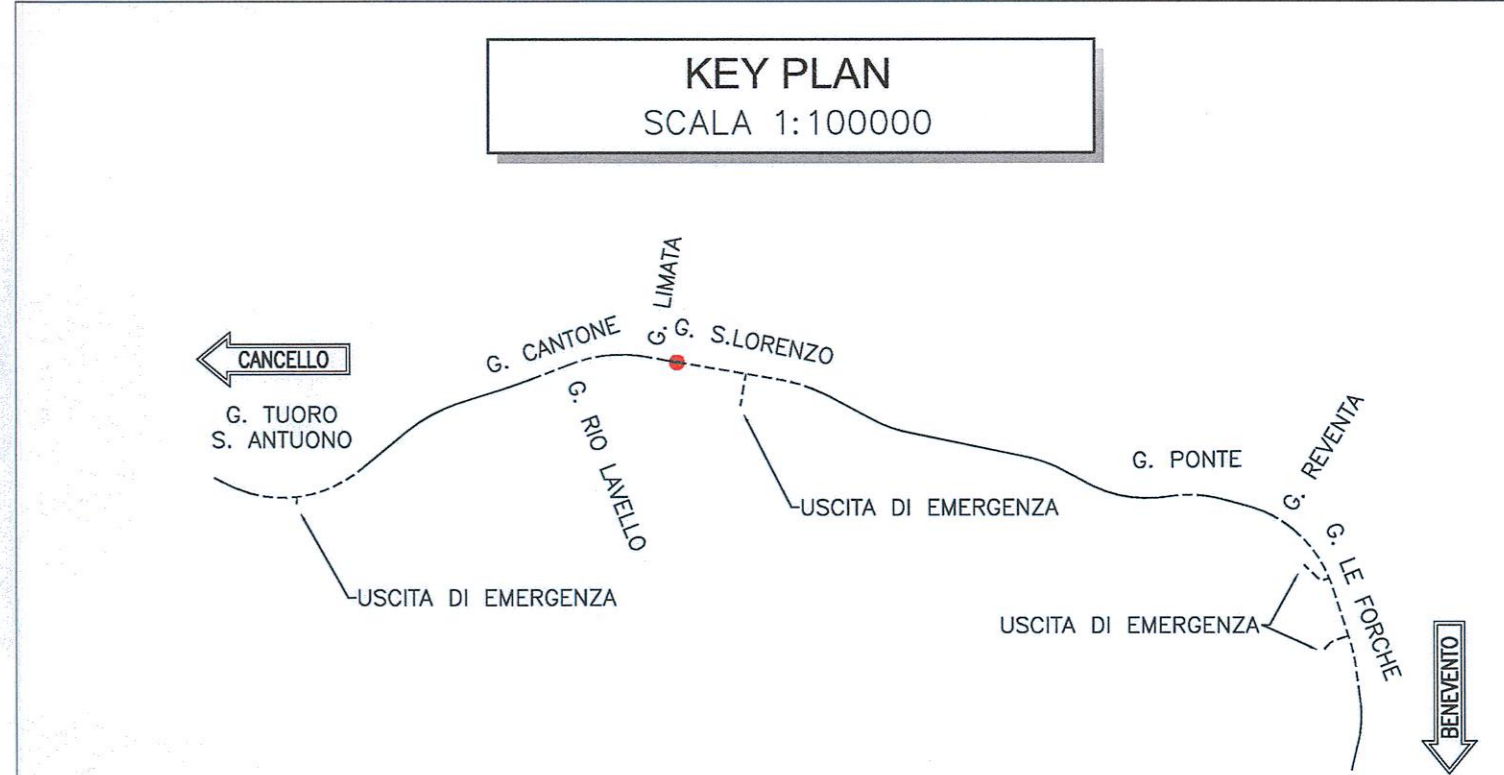 KEY PLAN
SCALA 1:100000
CANCELLO
G. TUORO
S. ANTUONO
G. CANTONE
G. LIMATA
G. S.LORENZO
G. RIO LAVELLO
USCITA DI EMERGENZA
USCITA DI EMERGENZA
G. PONTE
G. REVENTA
G. LE FORCHE
USCITA DI EMERGENZA
BENEVENTO